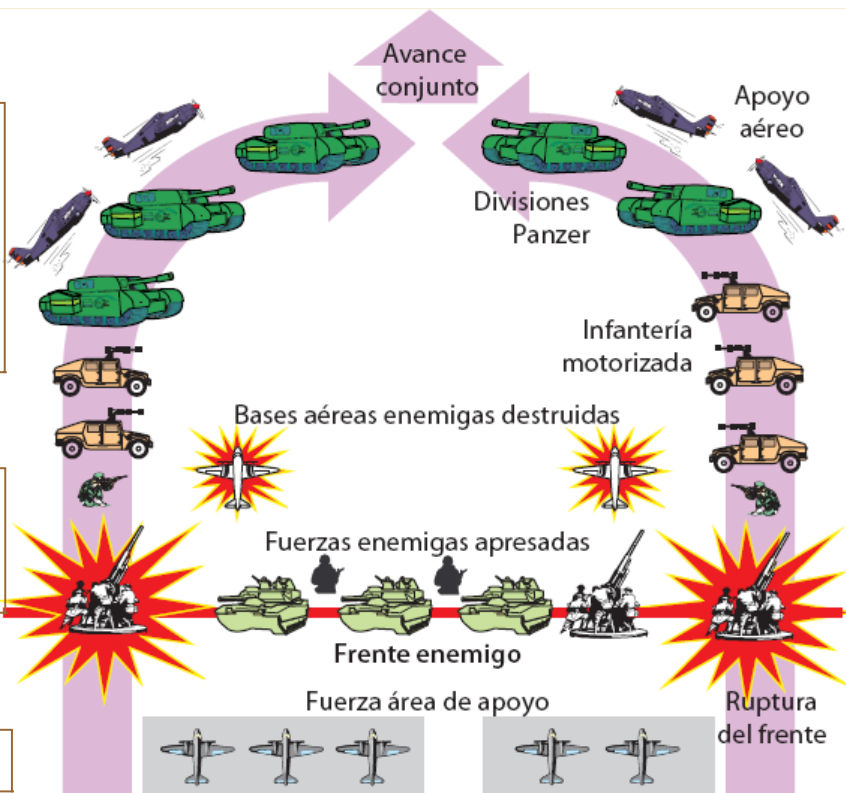 Avance
conjunto
Apoyo
aéreo
Divisiones
Panzer
Infantería
motorizada
Bases aéreas enemigas destruidas
Fuerzas enemigas apresadas
Frente enemigo
Fuerza área de apoyo
Ruptura
del frente